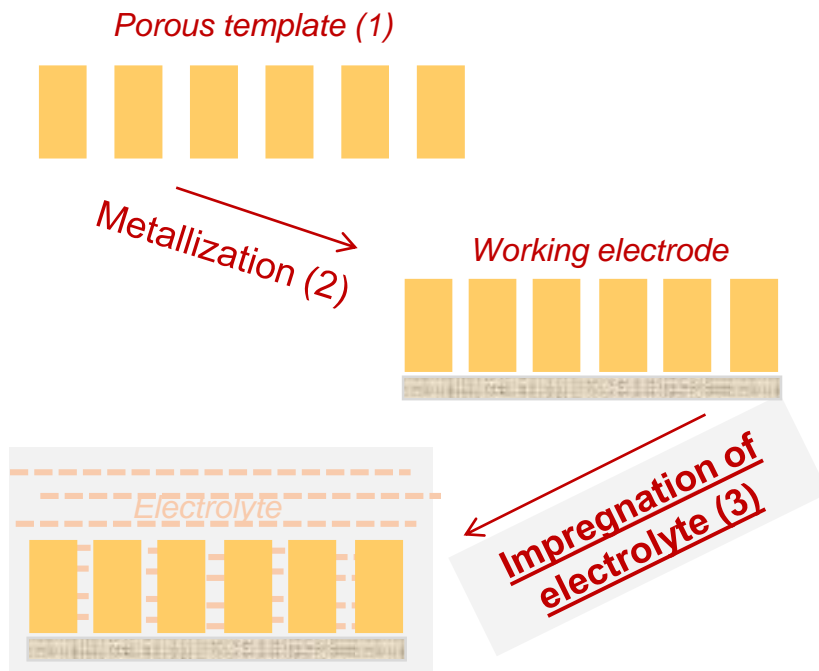 Porous template (1)
Metallization (2)
Working electrode
Impregnation of
electrolyte (3)
Electrolyte